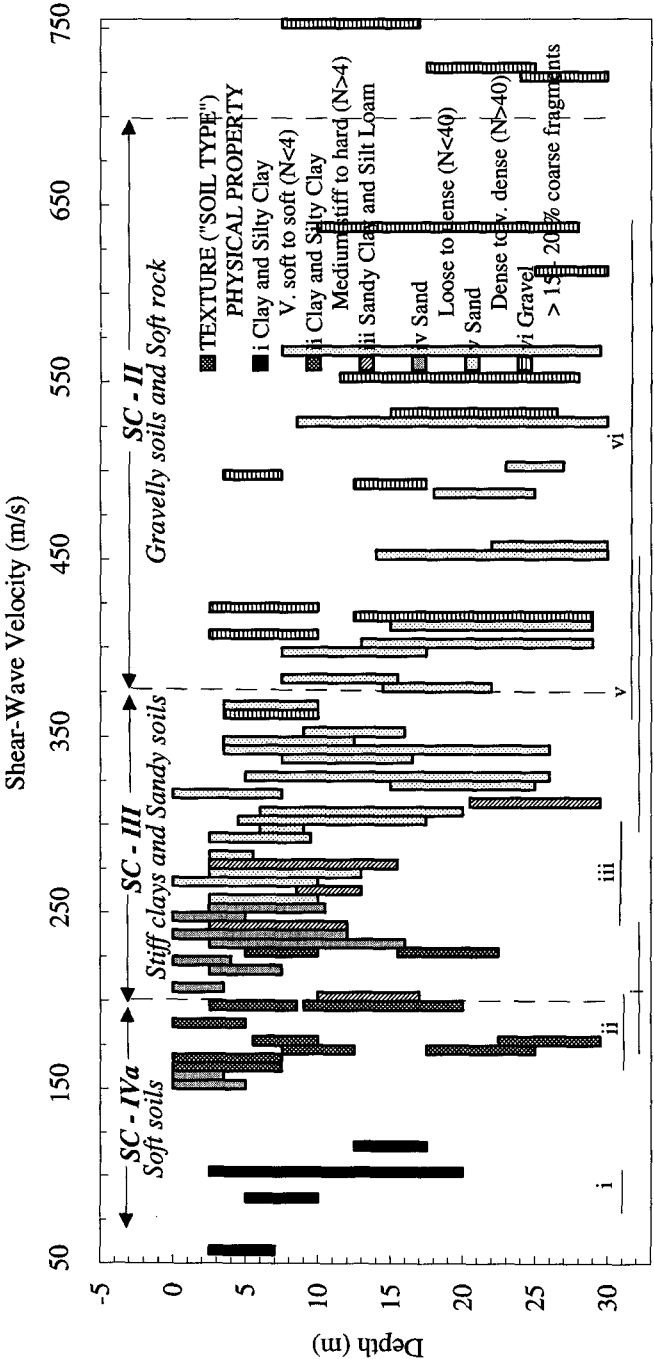 Shear-Wave Velocity (m/s)
50
150
250
350
450
550
650
750
SC - IVa
Soft soils
SC - III
Stiff clays and Sandy soils
SC - II
Gravelly soils and Soft rock
TEXTURE ("SOIL TYPE")
PHYSICAL PROPERTY
i Clay and Silty Clay
V. soft to soft (N<4)
ii Clay and Silty Clay
Medium stiff to hard (N>4)
iii Sandy Clay and Silt Loam
iv Sand
Loose to dense (N<40)
v Sand
Dense to v. dense (N>40)
vi Gravel
> 15 - 20 % coarse fragments
Depth (m)
-5
0
5
10
15
20
25
30
i
ii
iii
v
vi